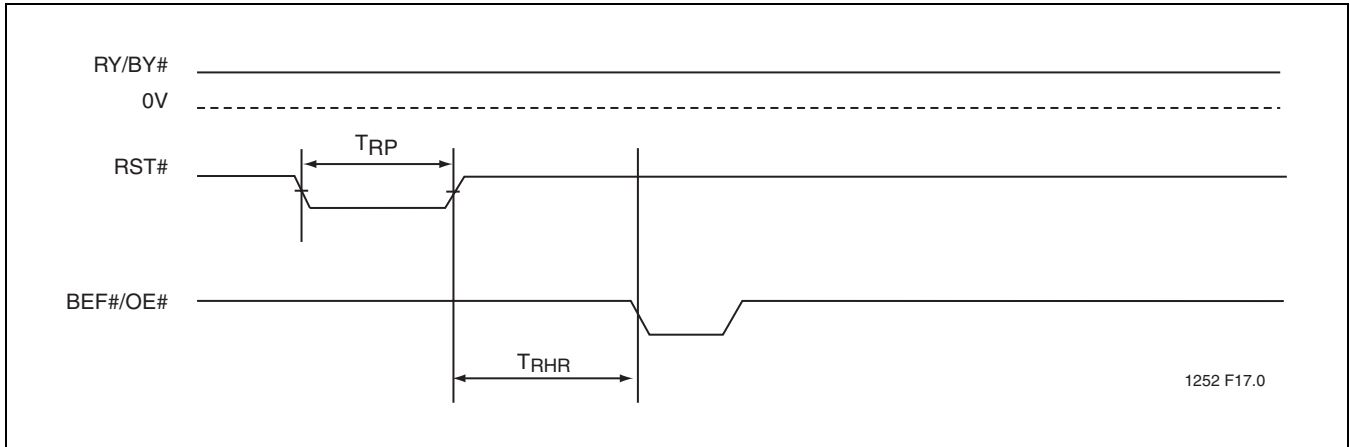 RY/BY#
0V
TRP
RST#
BEF#/OE#
TRHR
1252 F17.0